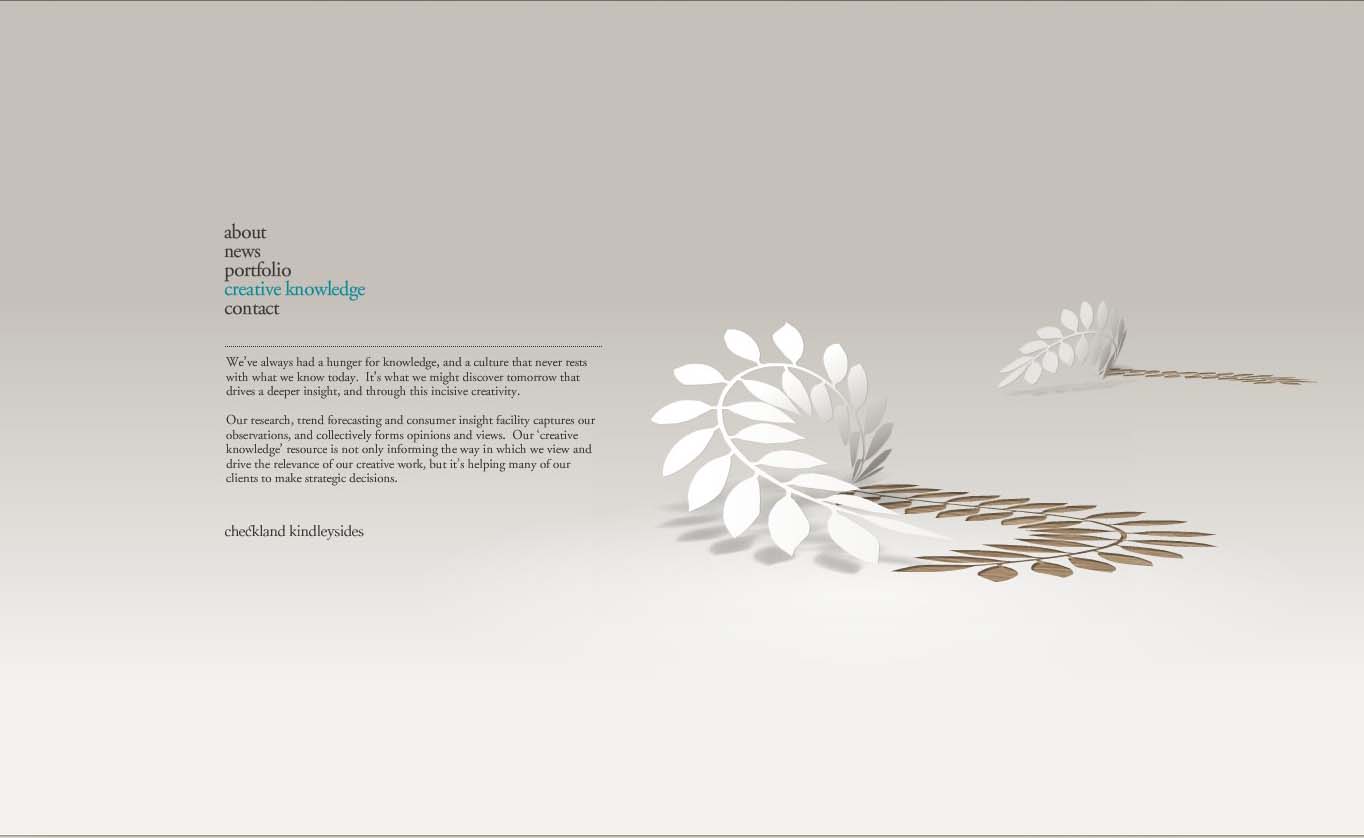 about
news
portfolio
creative knowledge
contact
We've always had a hunger for knowledge, and a culture that never rests
with what we know today.  It's what we might discover tomorrow that
drives a deeper insight, and through this incisive creativity.
Our research, trend forecasting and consumer insight facility captures our
observations, and collectively forms opinions and views.  Our 'creative
knowledge' resource is not only informing the way in which we view and
drive the relevance of our creative work, but it's helping many of our
clients to make strategic decisions.
checkland kindleysides